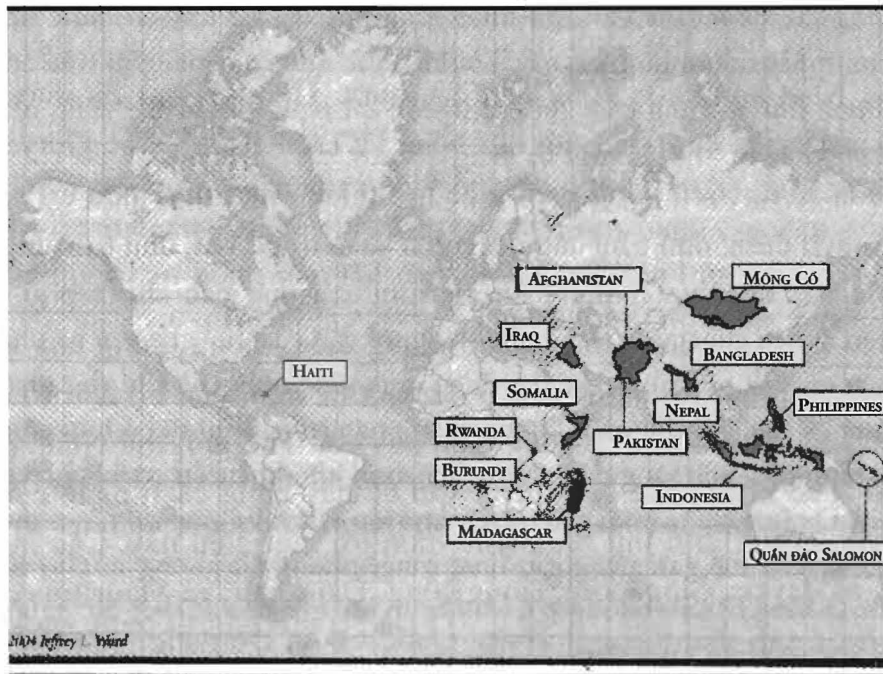 AFGHANISTAN
MÔNG CỔ
IRAQ
BANGLADESH
HAITI
SOMALIA
NEPAL
PHILIPPINES
RWANDA
PAKISTAN
BURUNDI
INDONESIA
MADAGASCAR
QUẦN ĐẢO SALOMON
2004 Jeffrey L. Ward